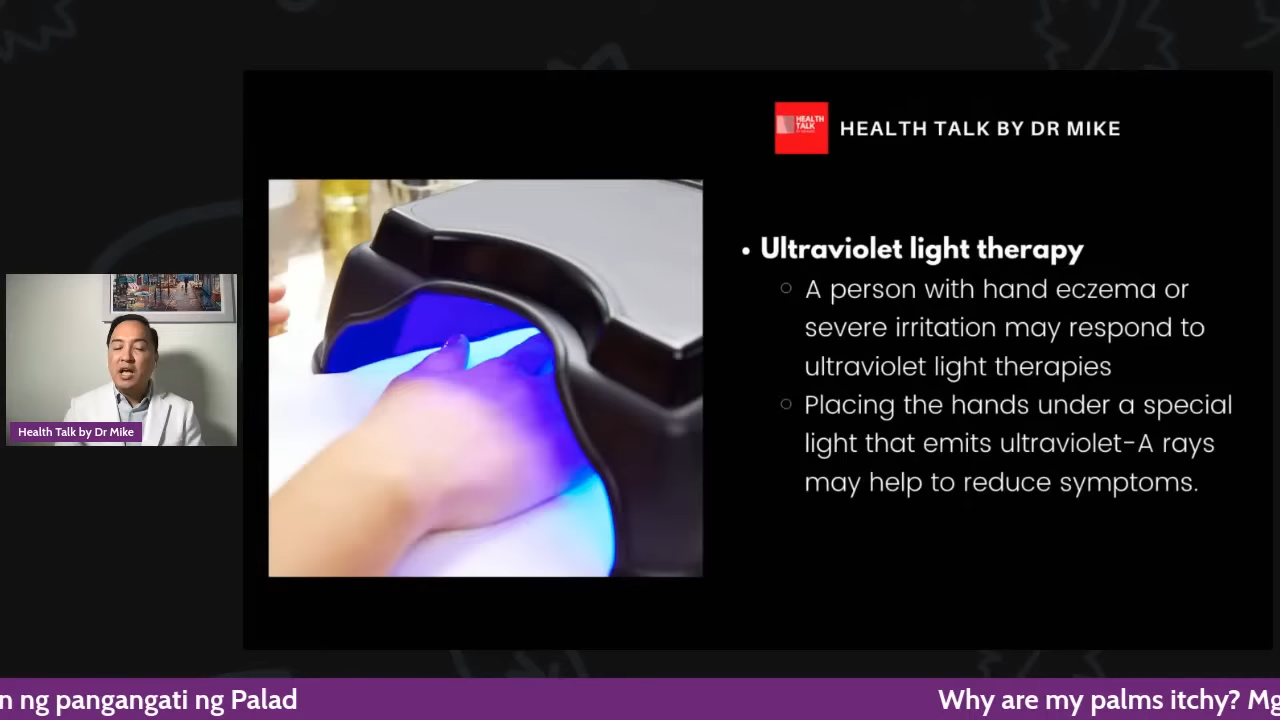 HEALTH
TALK
HEALTH TALK BY DR MIKE
• Ultraviolet light therapy
○ A person with hand eczema or
severe irritation may respond to
ultraviolet light therapies
○ Placing the hands under a special
light that emits ultraviolet-A rays
may help to reduce symptoms.
Health Talk by Dr Mike
n ng pangangati ng Palad
Why are my palms itchy? Mg